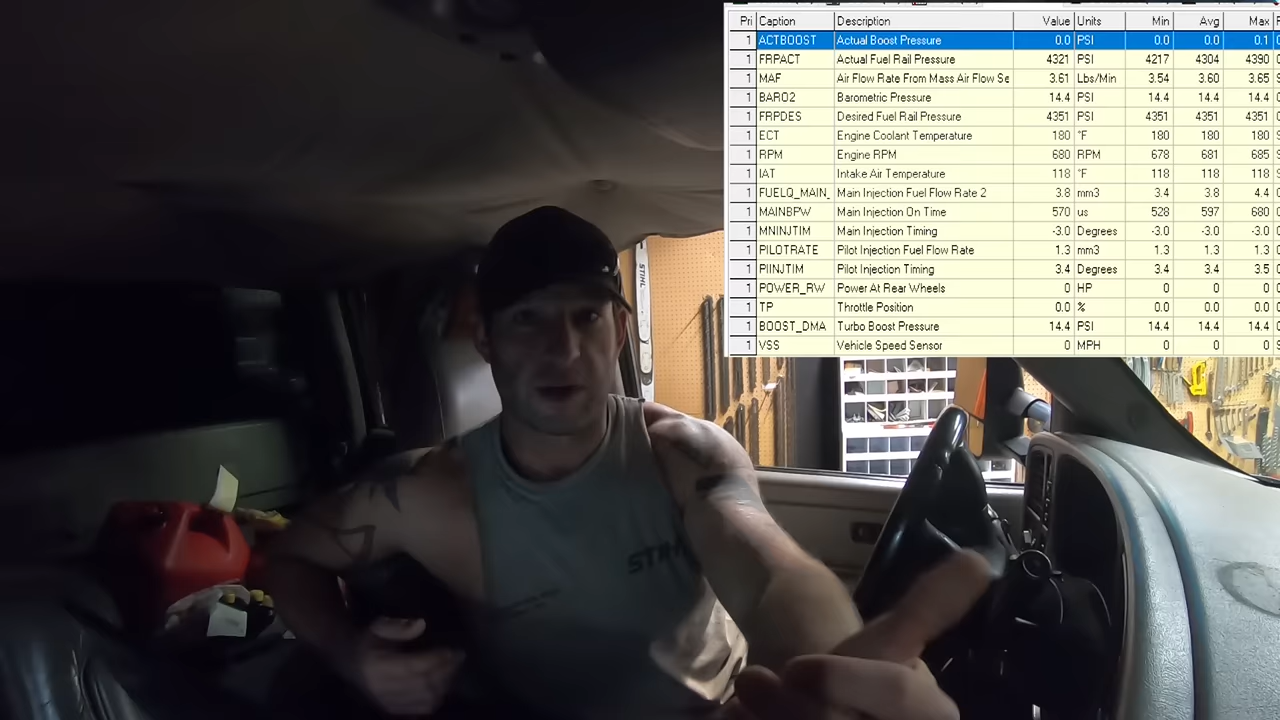 Pri Caption Description Value Units Min Avg Max
1 ACTBOOST Actual Boost Pressure 0.0 PSI 0.0 0.0 0.1
1 FRPACT Actual Fuel Rail Pressure 4321 PSI 4217 4304 4390
1 MAF Air Flow Rate From Mass Air Flow Se 3.61 Lbs/Min 3.54 3.60 3.65
1 BARO2 Barometric Pressure 14.4 PSI 14.4 14.4 14.4
1 FRPDES Desired Fuel Rail Pressure 4351 PSI 4351 4351 4351
1 ECT Engine Coolant Temperature 180 °F 180 180 180
1 RPM Engine RPM 680 RPM 678 681 685
1 IAT Intake Air Temperature 118 °F 118 118 118
1 FUELQ_MAIN_ Main Injection Fuel Flow Rate 2 3.8 mm3 3.4 3.8 4.4
1 MAINBPW Main Injection On Time 570 us 528 597 680
1 MNINJTIM Main Injection Timing -3.0 Degrees -3.0 -3.0 -3.0
1 PILOTRATE Pilot Injection Fuel Flow Rate 1.3 mm3 1.3 1.3 1.3
1 PIINJTIM Pilot Injection Timing 3.4 Degrees 3.4 3.4 3.5
1 POWER_RW Power At Rear Wheels 0 HP 0 0 0
1 TP Throttle Position 0.0 % 0.0 0.0 0.0
1 BOOST_DMA Turbo Boost Pressure 14.4 PSI 14.4 14.4 14.4
1 VSS Vehicle Speed Sensor 0 MPH 0 0 0
STIHL